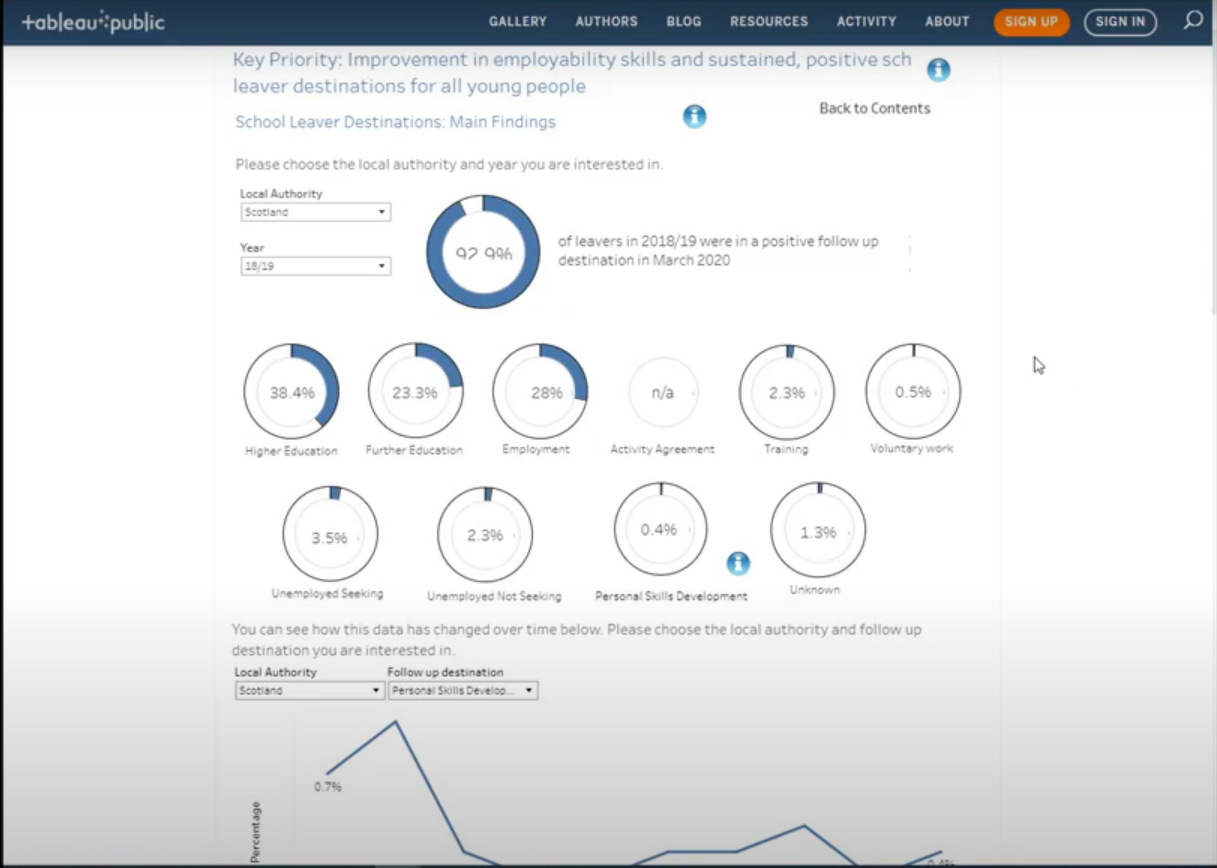 +ableau public
GALLERY AUTHORS BLOG RESOURCES ACTIVITY ABOUT SIGN UP SIGN IN
Key Priority: Improvement in employability skills and sustained, positive sch
leaver destinations for all young people
Back to Contents
School Leaver Destinations: Main Findings
Please choose the local authority and year you are interested in.
Local Authority
Scotland
Year
18/19
92.9%
of leavers in 2018/19 were in a positive follow up
destination in March 2020
38.4% 23.3% 28% n/a 2.3% 0.5%
Higher Education Further Education Employment Activity Agreement Training Voluntary work
3.5% 2.3% 0.4% 1.3%
Unemployed Seeking Unemployed Not Seeking Personal Skills Development Unknown
You can see how this data has changed over time below. Please choose the local authority and follow up
destination you are interested in.
Local Authority Follow up destination
Scotland Personal Skills Develop...
0.7%
Percentage
0.4%